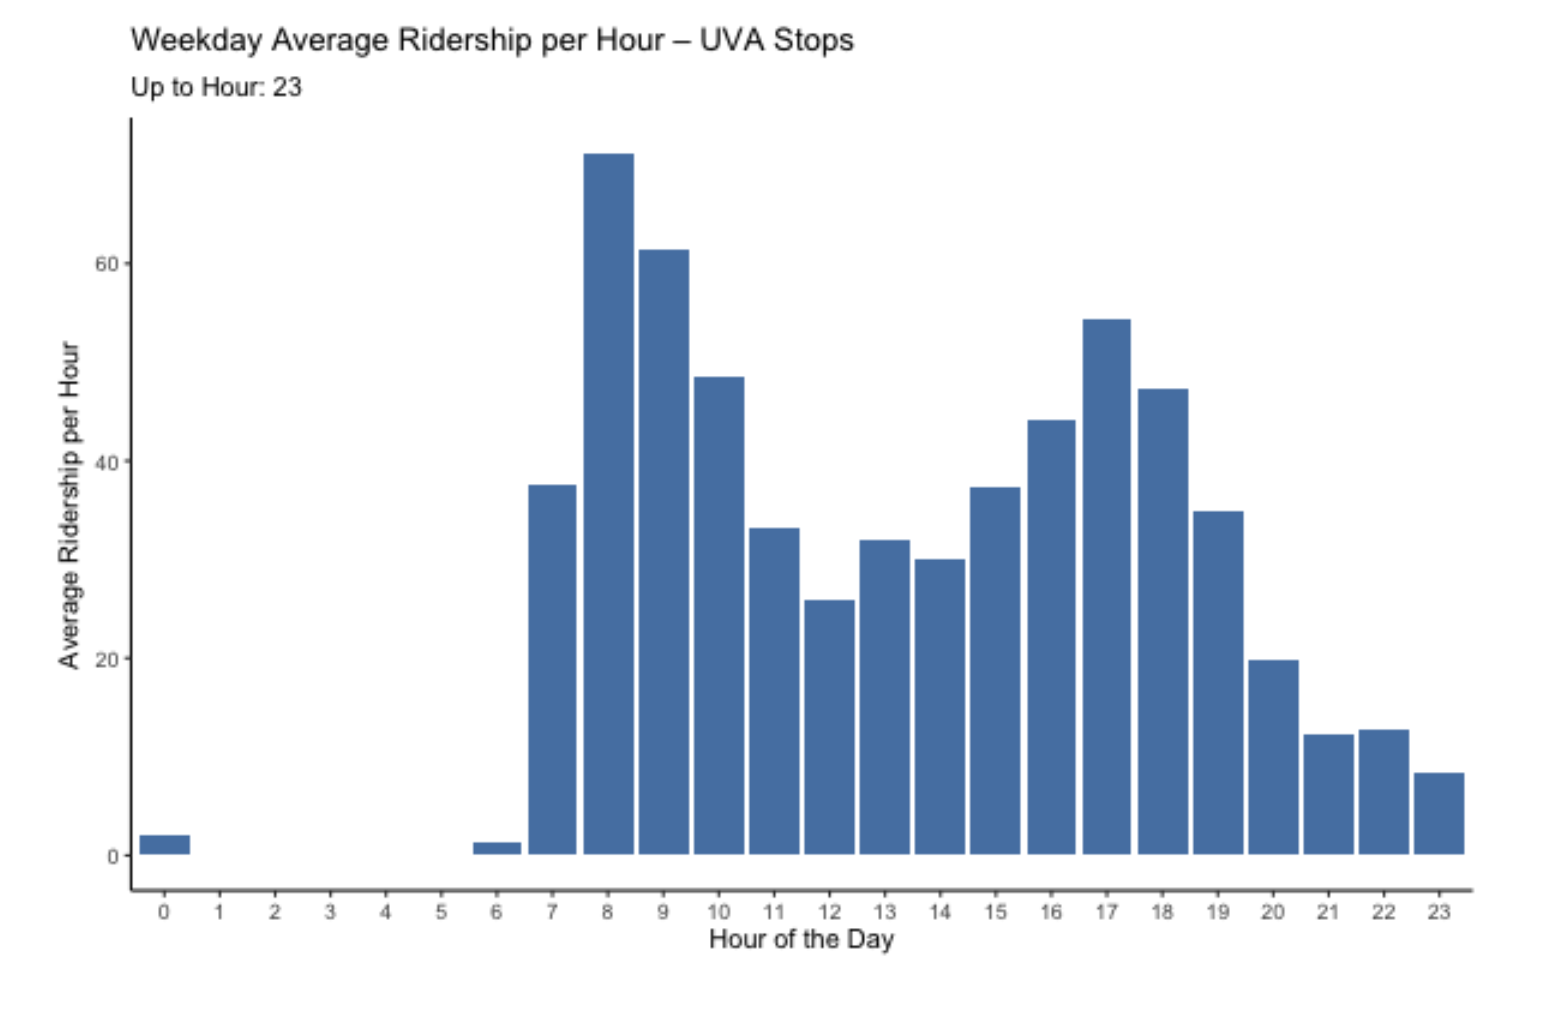 Weekday Average Ridership per Hour – UVA Stops
Up to Hour: 23
Average Ridership per Hour
60
40
20
0
0 1 2 3 4 5 6 7 8 9 10 11 12 13 14 15 16 17 18 19 20 21 22 23
Hour of the Day